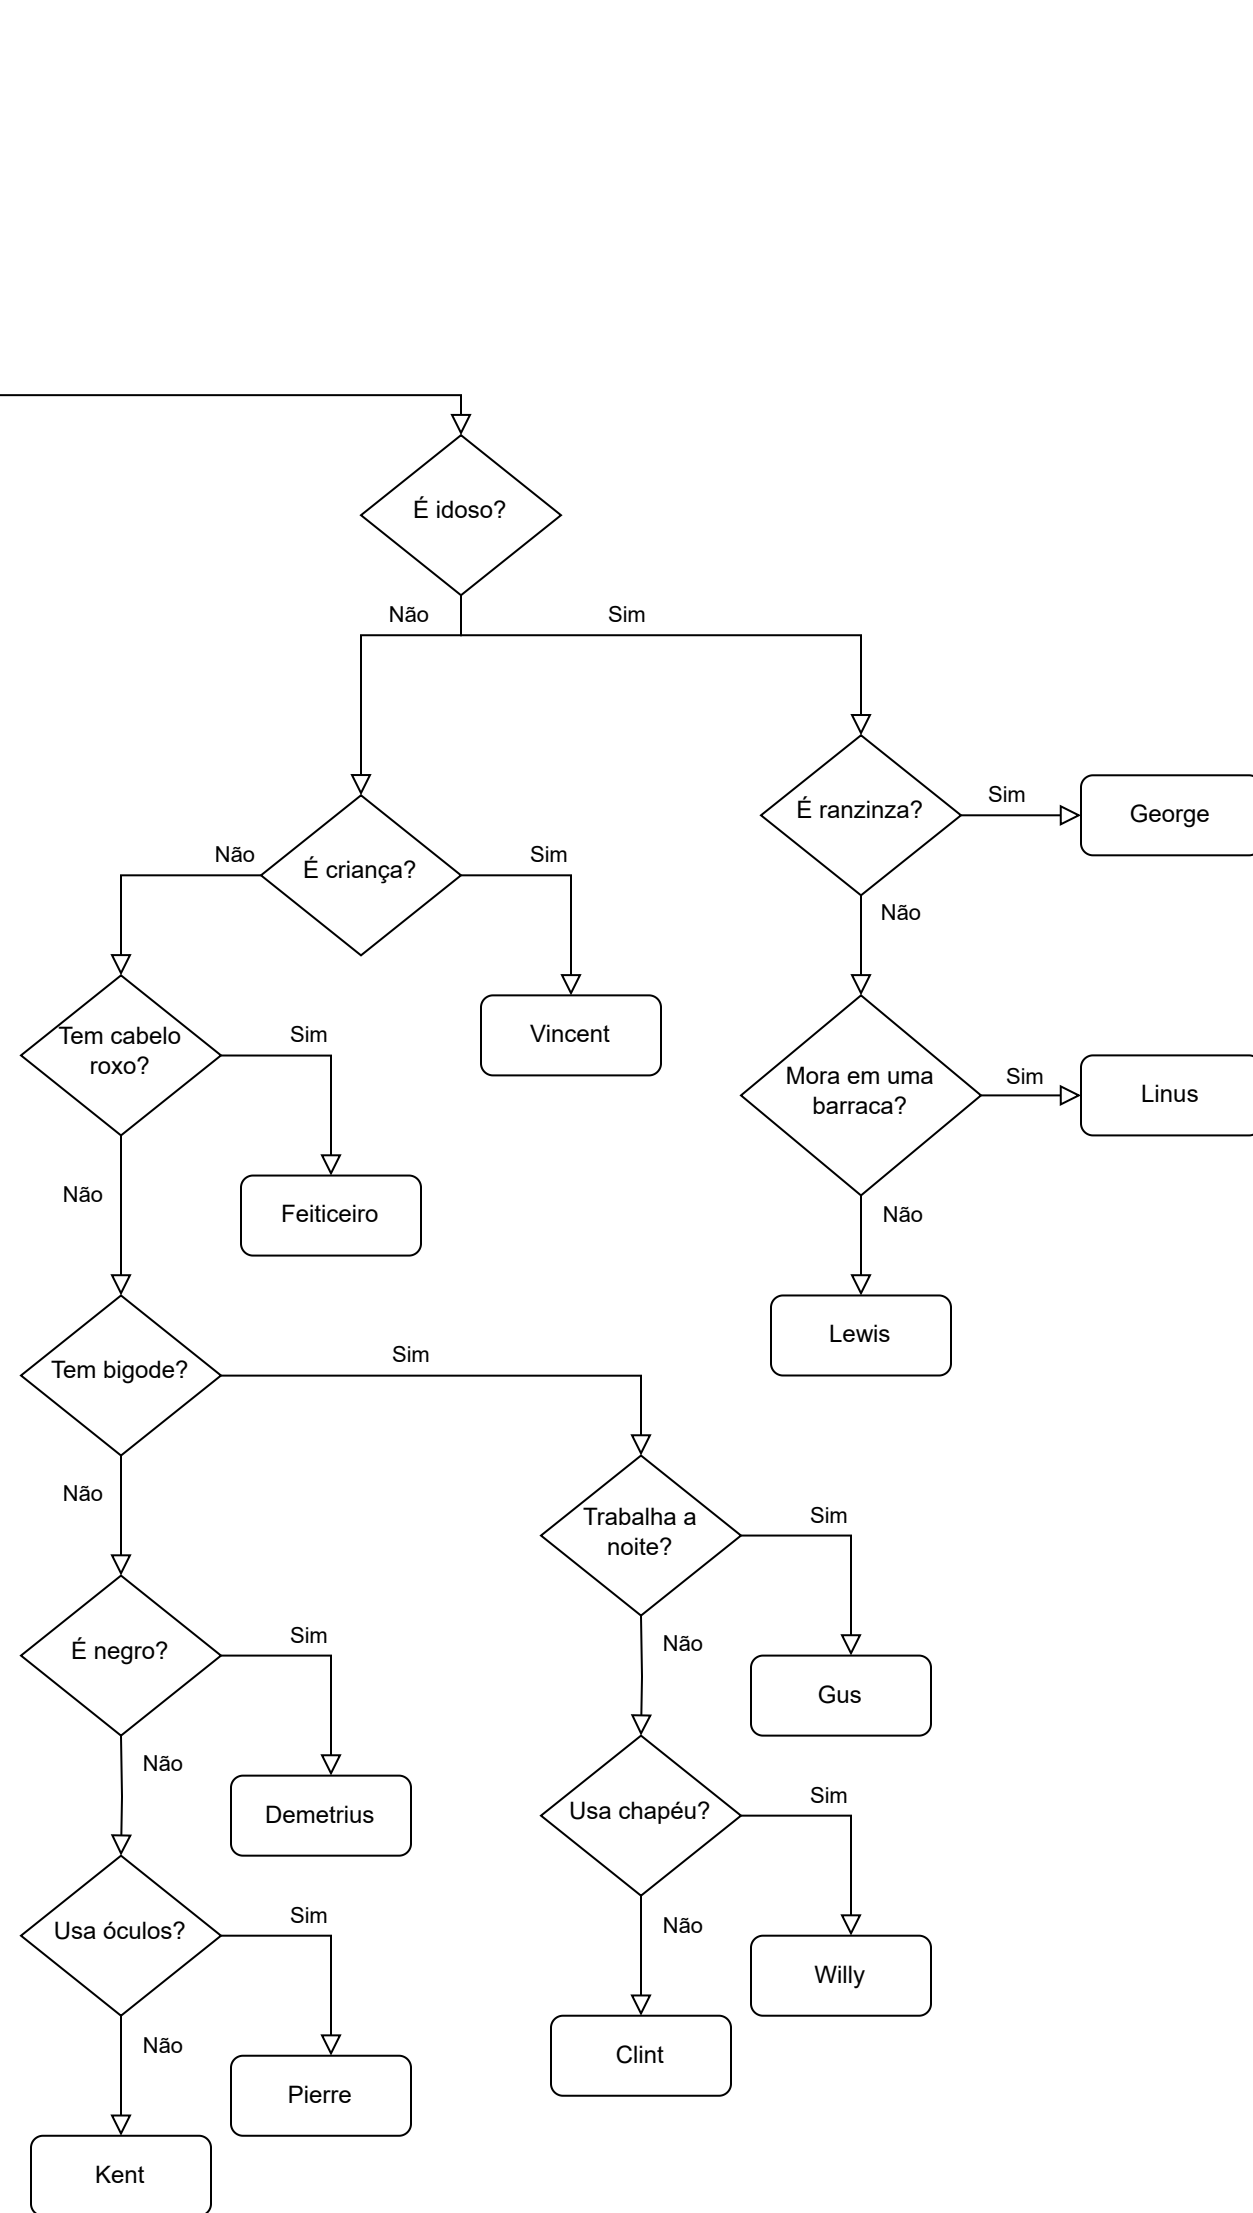 É idoso?
Não
Sim
É ranzinza?
Sim
George
Não
É criança?
Não
Sim
Vincent
Tem cabelo
roxo?
Sim
Feiticeiro
Não
Mora em uma
barraca?
Sim
Linus
Não
Lewis
Tem bigode?
Sim
Não
Trabalha a
noite?
Sim
Gus
Não
É negro?
Sim
Demetrius
Não
Usa chapéu?
Sim
Willy
Não
Clint
Usa óculos?
Sim
Pierre
Não
Kent